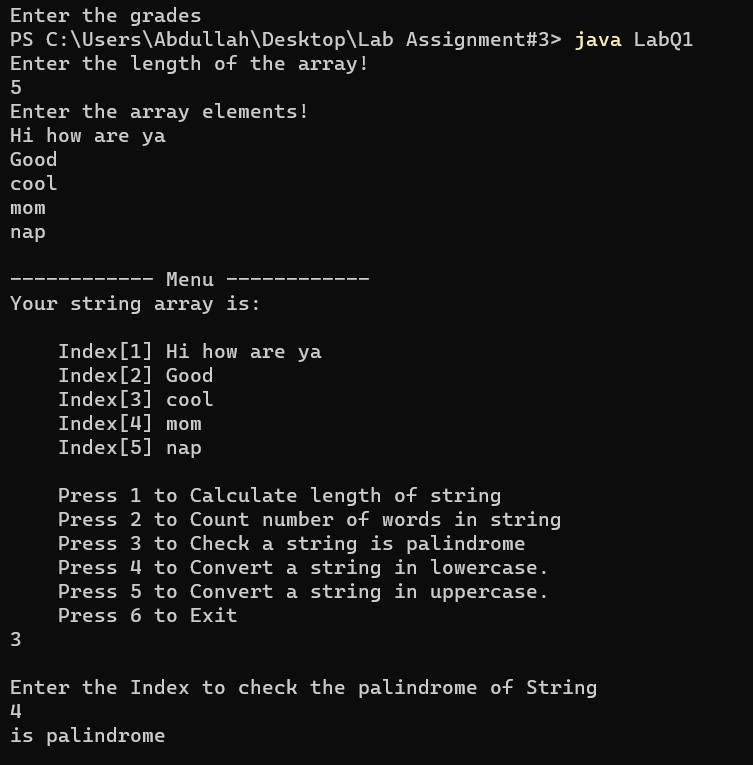 Enter the grades
PS C:\Users\Abdullah\Desktop\Lab Assignment#3> java LabQ1
Enter the length of the array!
5
Enter the array elements!
Hi how are ya
Good
cool
mom
nap
------------ Menu ------------
Your string array is:
Index[1] Hi how are ya
Index[2] Good
Index[3] cool
Index[4] mom
Index[5] nap
Press 1 to Calculate length of string
Press 2 to Count number of words in string
Press 3 to Check a string is palindrome
Press 4 to Convert a string in lowercase.
Press 5 to Convert a string in uppercase.
Press 6 to Exit
3
Enter the Index to check the palindrome of String
4
is palindrome